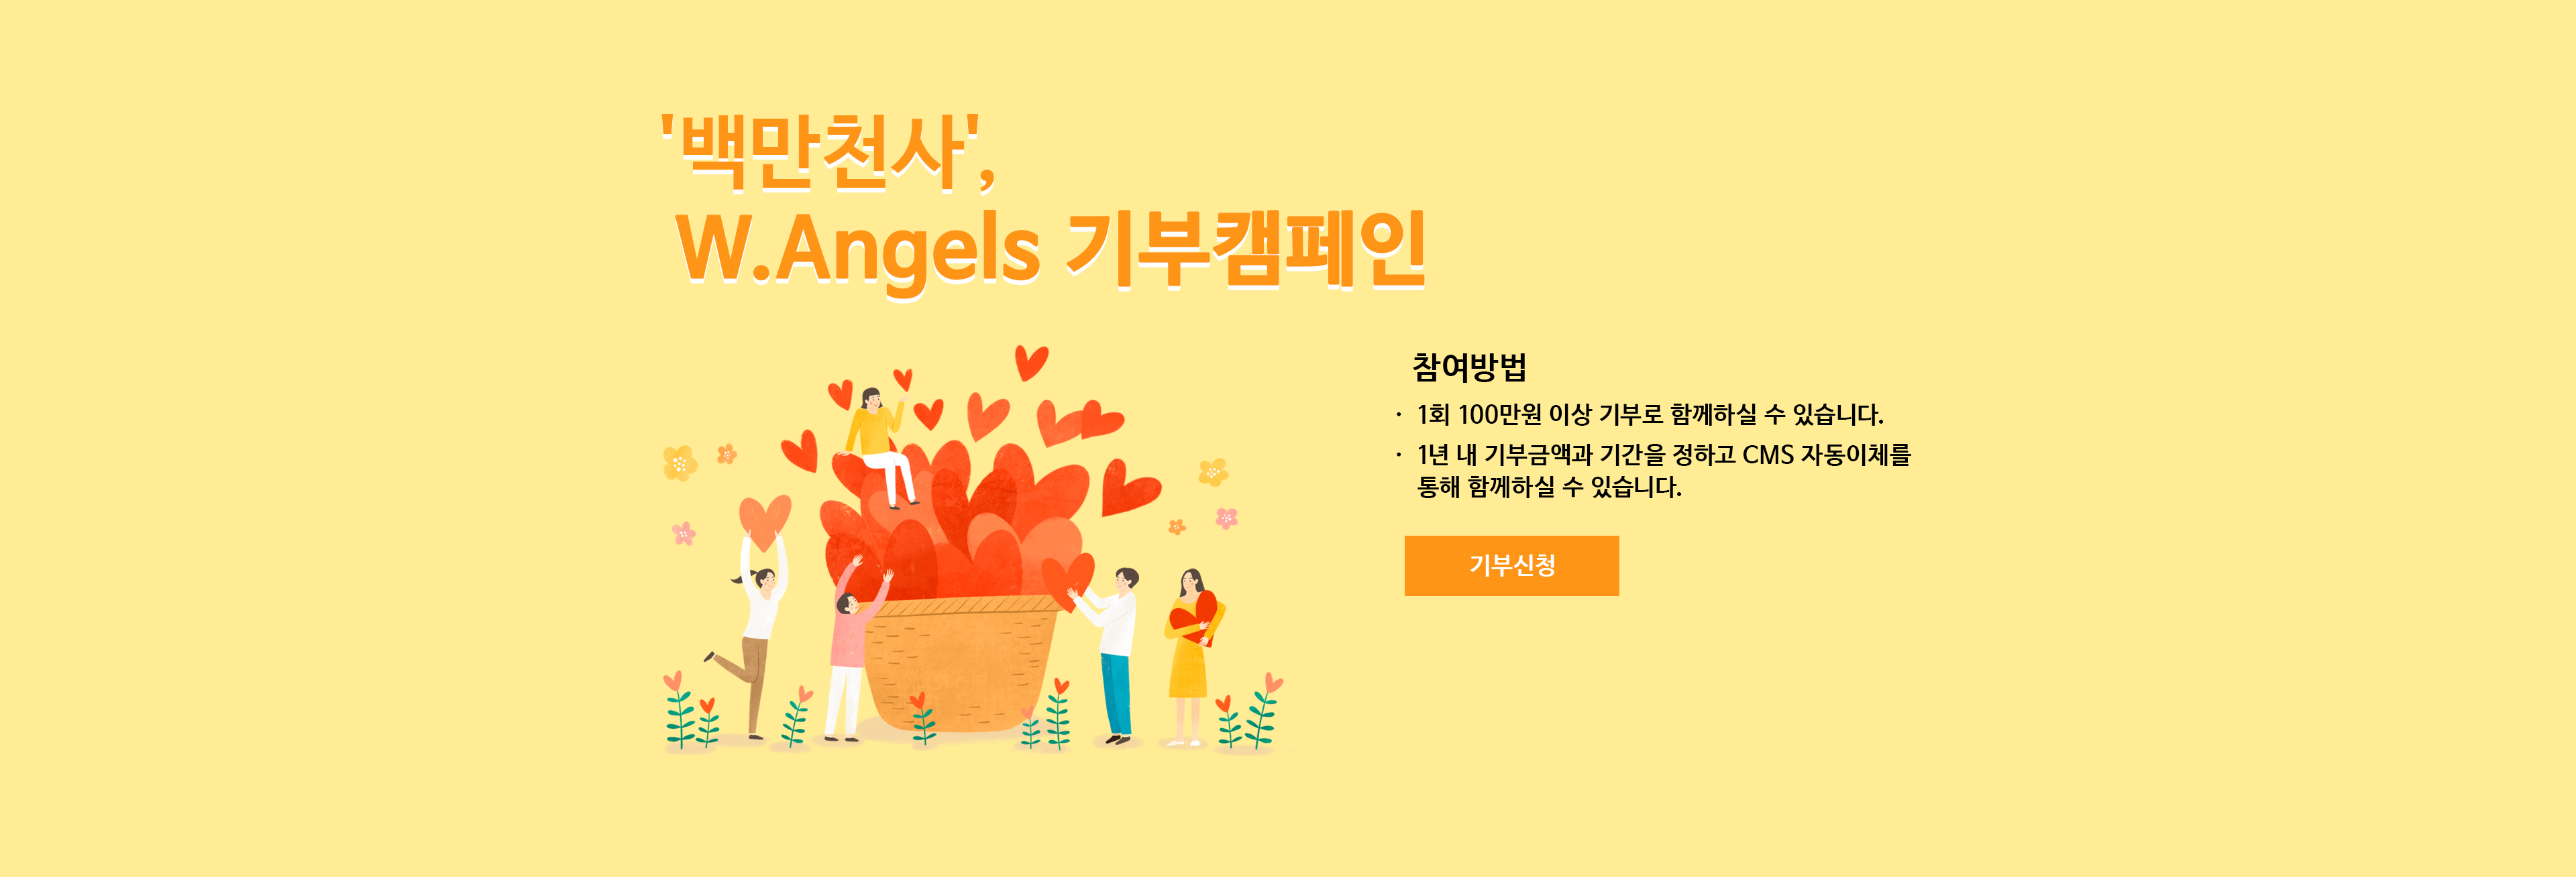 '백만천사',
W.Angels 기부캠페인
참여방법
· 1회 100만원 이상 기부로 함께하실 수 있습니다.
· 1년 내 기부금액과 기간을 정하고 CMS 자동이체를
통해 함께하실 수 있습니다.
기부신청